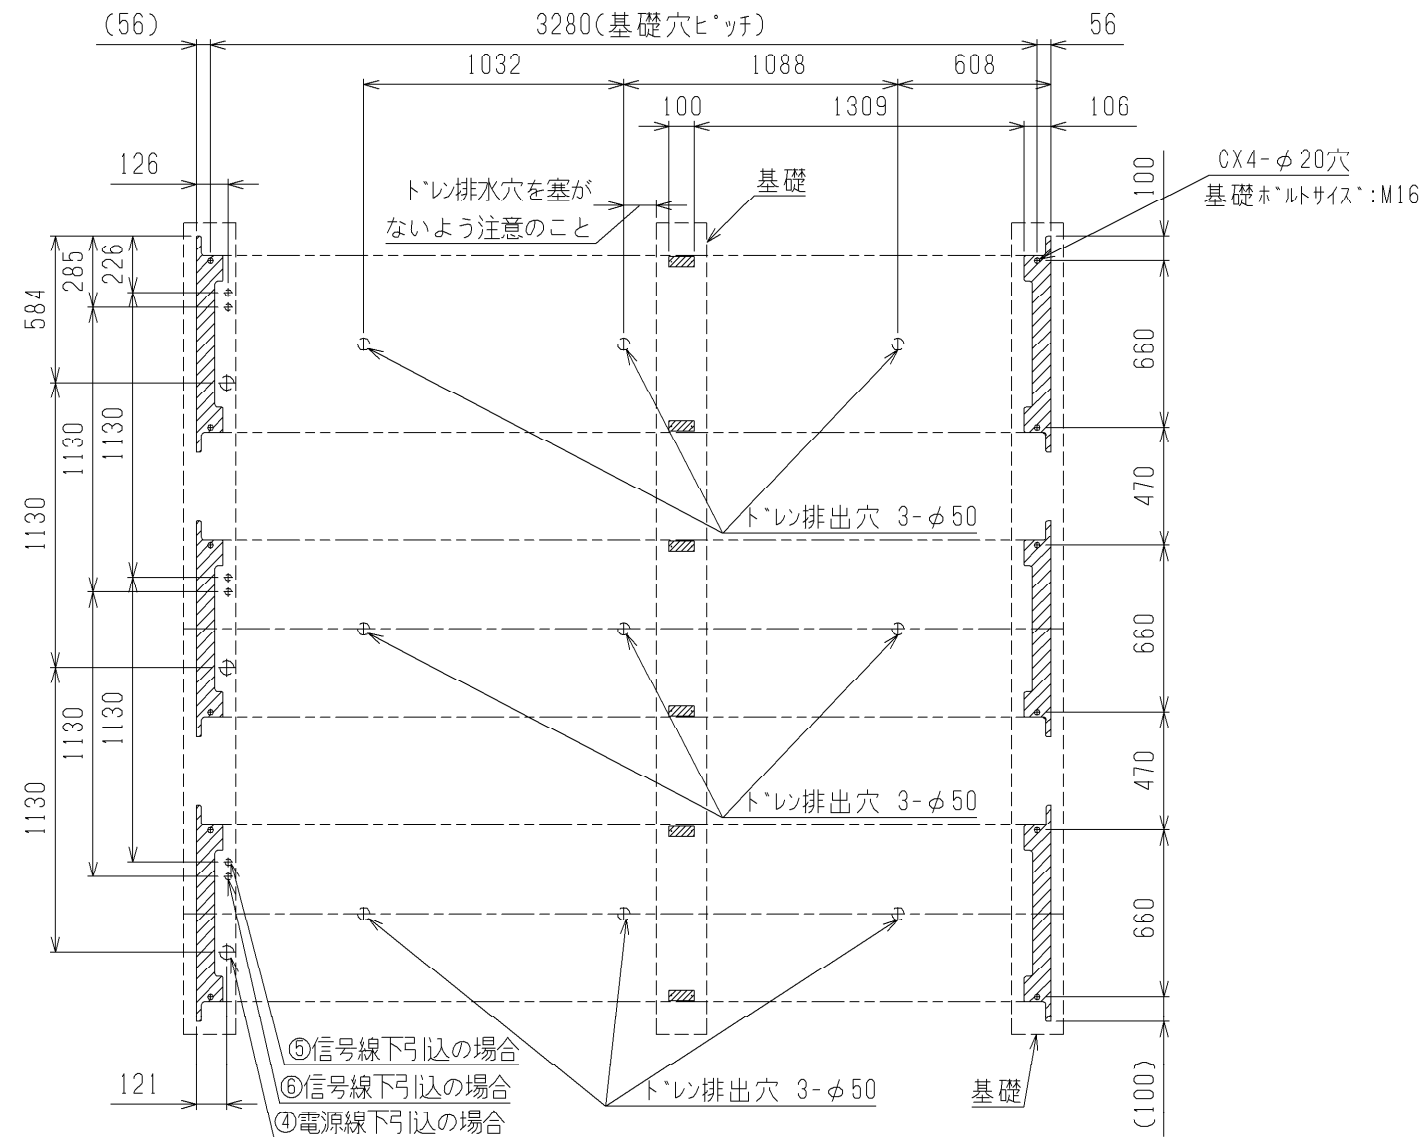 (56)
3280(基礎穴ﾋﾟｯﾁ)
56
1032
1088
608
100
1309
106
126
ﾄﾞﾚﾝ排水穴を塞が
ないよう注意のこと
基礎
CX4-φ20穴
基礎ﾎﾞﾙﾄｻｲｽﾞ:M16
100
584
285
226
660
1130
1130
1130
470
ﾄﾞﾚﾝ排出穴 3-φ50
660
1130
1130
1130
470
ﾄﾞﾚﾝ排出穴 3-φ50
660
⑤信号線下引込の場合
⑥信号線下引込の場合
④電源線下引込の場合
121
ﾄﾞﾚﾝ排出穴 3-φ50
基礎
(100)